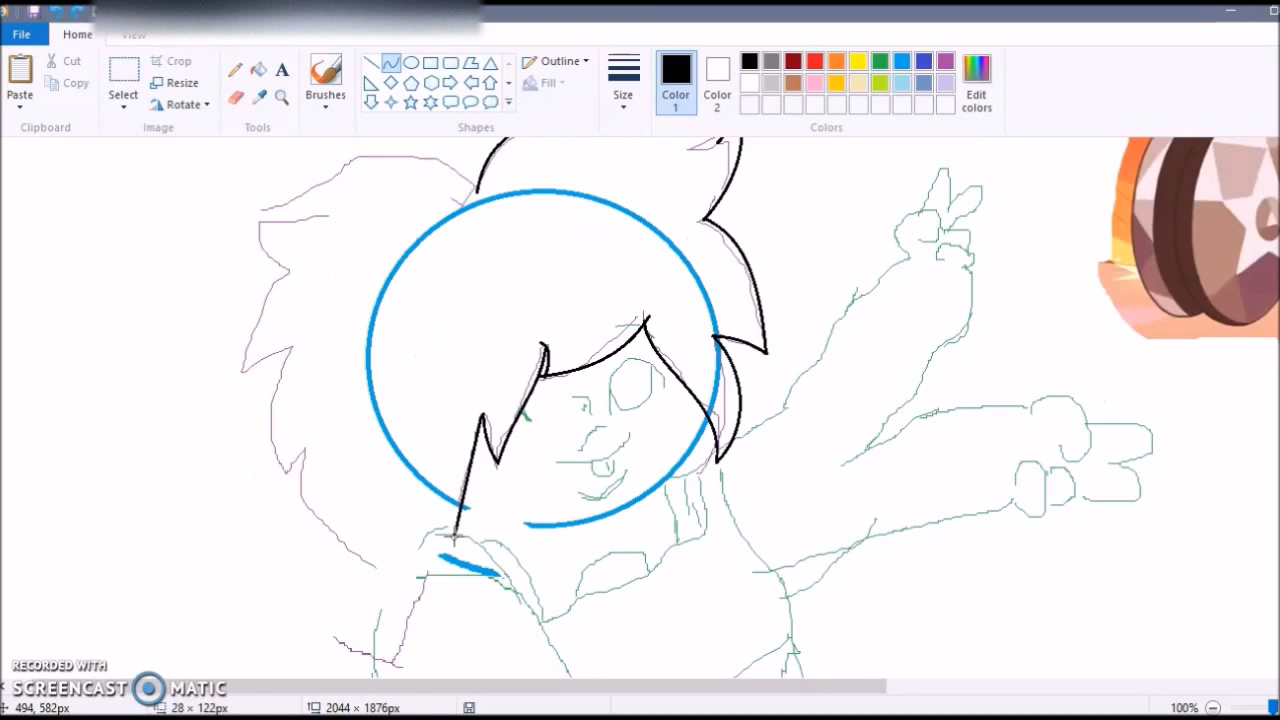 File Home View
Paste
Cut
Copy
Clipboard
Select
Crop
Resize
Rotate
Image
A
Tools
Brushes
Outline
Fill
Shapes
Size
Color 1
Color 2
Edit colors
Colors
RECORDED WITH
SCREENCAST MATIC
494, 582px 28 × 122px 2044 × 1876px 100%